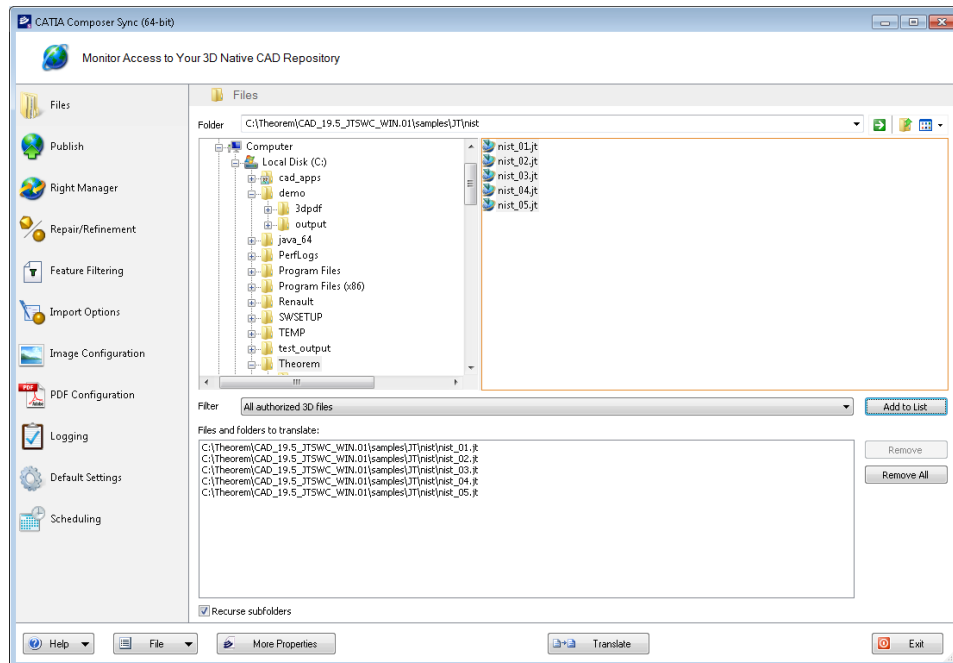 CATIA Composer Sync (64-bit)
Monitor Access to Your 3D Native CAD Repository
Files
Publish
Right Manager
Repair/Refinement
Feature Filtering
Import Options
Image Configuration
PDF
PDF Configuration
Logging
Default Settings
Scheduling
Files
Folder C:\Theorem\CAD_19.5_JTSWC_WIN.01\samples\JT\nist
Computer
Local Disk (C:)
cad_apps
demo
3dpdf
output
java_64
PerfLogs
Program Files
Program Files (x86)
Renault
SWSETUP
TEMP
test_output
Theorem
nist_01.jt
nist_02.jt
nist_03.jt
nist_04.jt
nist_05.jt
Filter All authorized 3D files
Add to List
Files and folders to translate:
C:\Theorem\CAD_19.5_JTSWC_WIN.01\samples\JT\nist\nist_01.jt
C:\Theorem\CAD_19.5_JTSWC_WIN.01\samples\JT\nist\nist_02.jt
C:\Theorem\CAD_19.5_JTSWC_WIN.01\samples\JT\nist\nist_03.jt
C:\Theorem\CAD_19.5_JTSWC_WIN.01\samples\JT\nist\nist_04.jt
C:\Theorem\CAD_19.5_JTSWC_WIN.01\samples\JT\nist\nist_05.jt
Remove
Remove All
Recurse subfolders
Help
File
More Properties
Translate
Exit